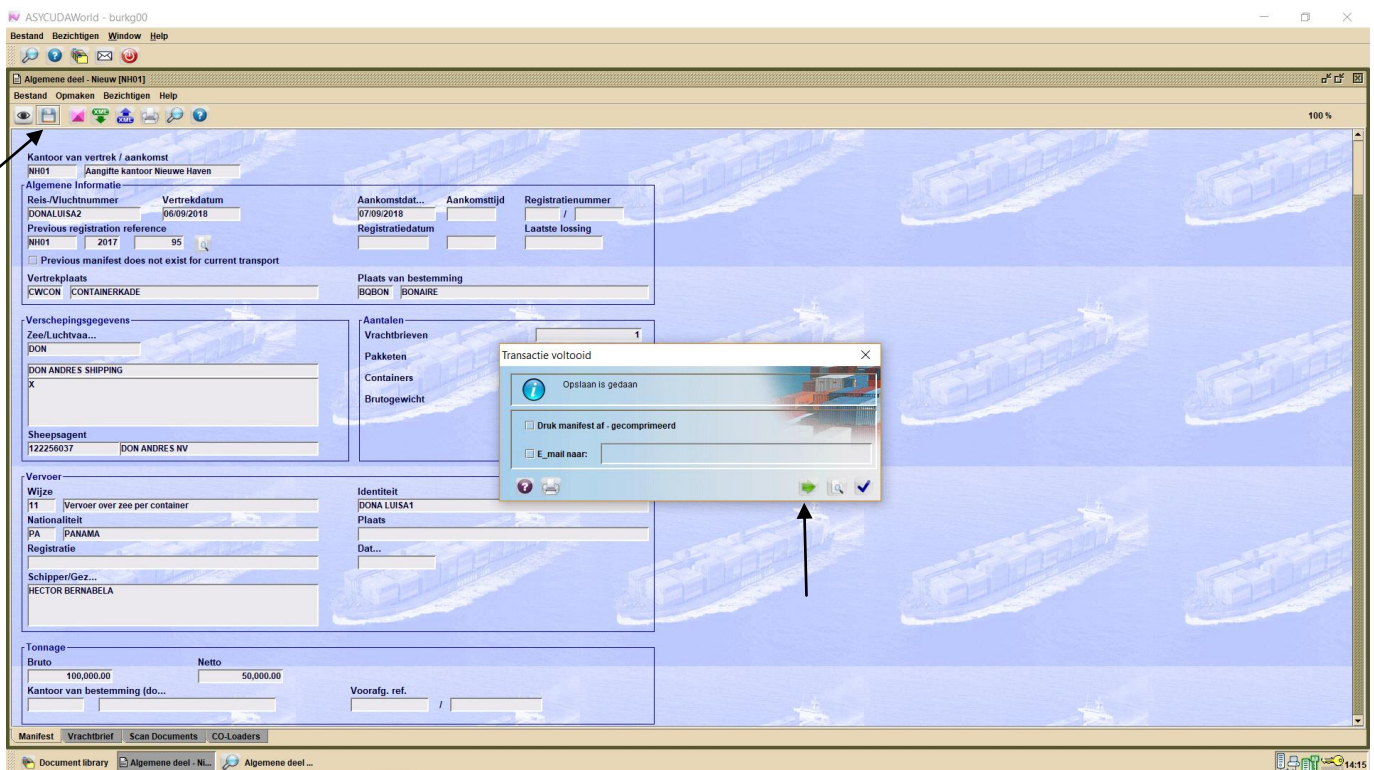 ASYCUDAWorld - burkg00
Bestand Bezichtigen Window Help
Algemene deel - Nieuw [NH01]
Bestand Opmaken Bezichtigen Help
XML XML
100 %
Kantoor van vertrek / aankomst
NH01 Aangifte kantoor Nieuwe Haven
Algemene Informatie
Reis-/Vluchtnummer Vertrekdatum Aankomstdat... Aankomsttijd Registratienummer
DONALUISA2 06/09/2018 07/09/2018 /
Previous registration reference Registratiedatum Laatste lossing
NH01 2017 95
Previous manifest does not exist for current transport
Vertrekplaats Plaats van bestemming
CWCON CONTAINERKADE BQBON BONAIRE
Verschepingsgegevens Aantalen
Zee/Luchtvaa... Vrachtbrieven 1
DON Pakketen
DON ANDRES SHIPPING Containers
X
Brutogewicht
Sheepsagent
122256037 DON ANDRES NV
Transactie voltooid
Opslaan is gedaan
Druk manifest af - gecomprimeerd
E_mail naar:
Vervoer
Wijze Identiteit
11 Vervoer over zee per container DONA LUISA1
Nationaliteit Plaats
PA PANAMA
Registratie Dat...
Schipper/Gez...
HECTOR BERNABELA
Tonnage
Bruto Netto
100,000.00 50,000.00
Kantoor van bestemming (do... Voorafg. ref.
/
Manifest Vrachtbrief Scan Documents CO-Loaders
Document library Algemene deel - Ni... Algemene deel ... 14:15